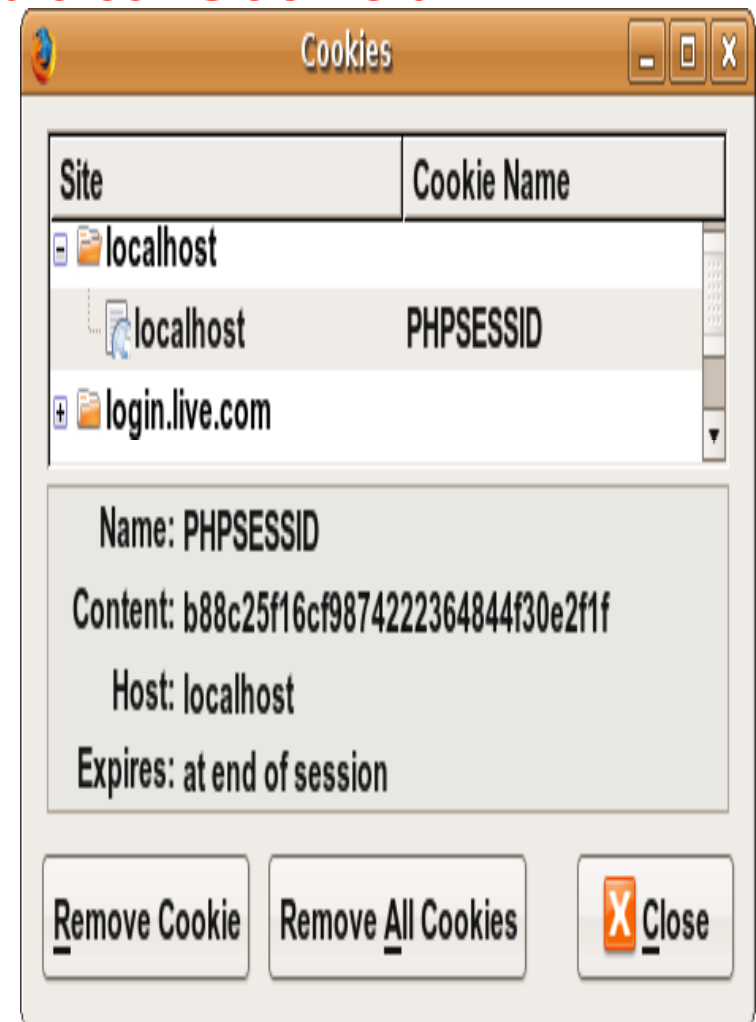 Cookies
Site Cookie Name
localhost
localhost PHPSESSID
login.live.com
Name: PHPSESSID
Content: b88c25f16cf9874222364844f30e2f1f
Host: localhost
Expires: at end of session
Remove Cookie Remove All Cookies X Close